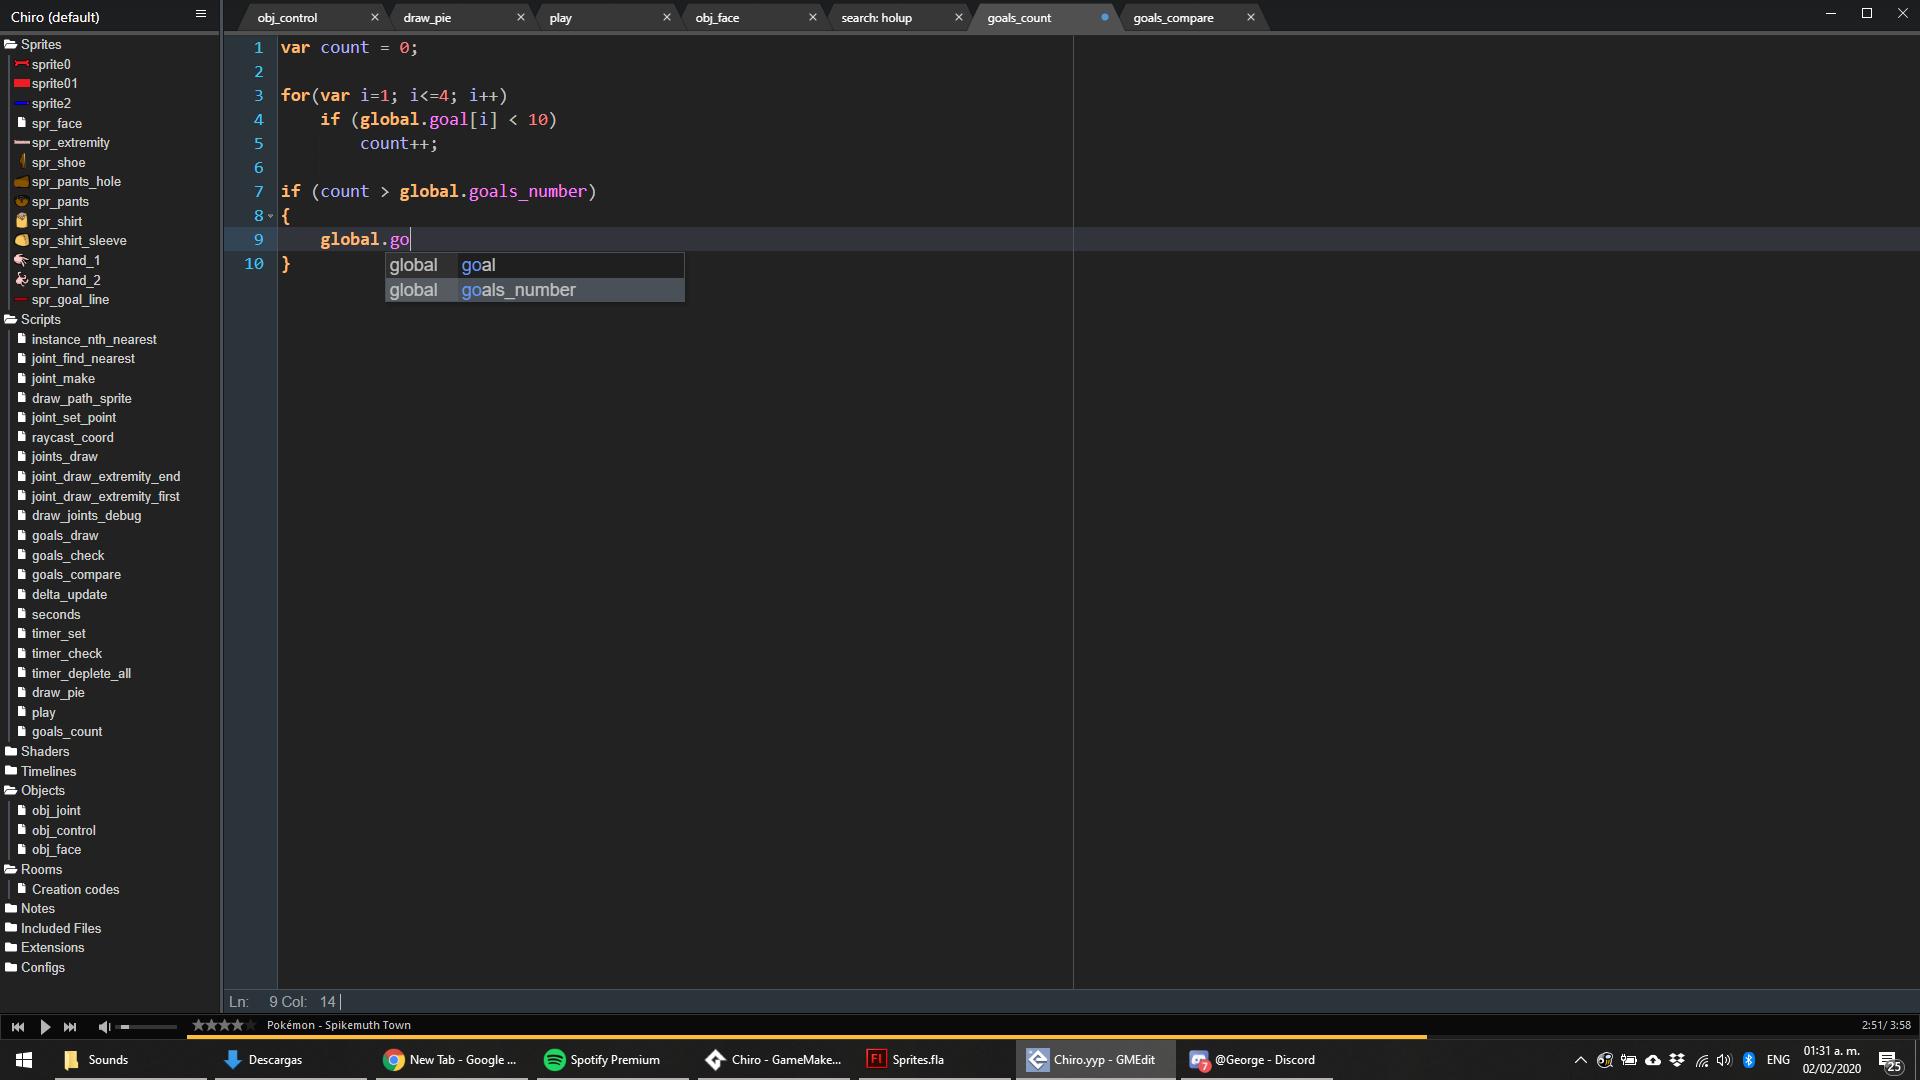 Chiro (default)
obj_control
draw_pie
play
obj_face
search: holup
goals_count
goals_compare
Sprites
sprite0
sprite01
sprite2
spr_face
spr_extremity
spr_shoe
spr_pants_hole
spr_pants
spr_shirt
spr_shirt_sleeve
spr_hand_1
spr_hand_2
spr_goal_line
Scripts
instance_nth_nearest
joint_find_nearest
joint_make
draw_path_sprite
joint_set_point
raycast_coord
joints_draw
joint_draw_extremity_end
joint_draw_extremity_first
draw_joints_debug
goals_draw
goals_check
goals_compare
delta_update
seconds
timer_set
timer_check
timer_deplete_all
draw_pie
play
goals_count
Shaders
Timelines
Objects
obj_joint
obj_control
obj_face
Rooms
Creation codes
Notes
Included Files
Extensions
Configs
1 var count = 0;
2
3 for(var i=1; i<=4; i++)
4 if (global.goal[i] < 10)
5 count++;
6
7 if (count > global.goals_number)
8 {
9 global.go
10 }
global goal
global goals_number
Ln: 9 Col: 14
Pokémon - Spikemuth Town
2:51/ 3:58
Sounds
Descargas
New Tab - Google ...
Spotify Premium
Chiro - GameMake...
Sprites.fla
Chiro.yyp - GMEdit
7
@George - Discord
ENG
01:31 a. m.
02/02/2020
25